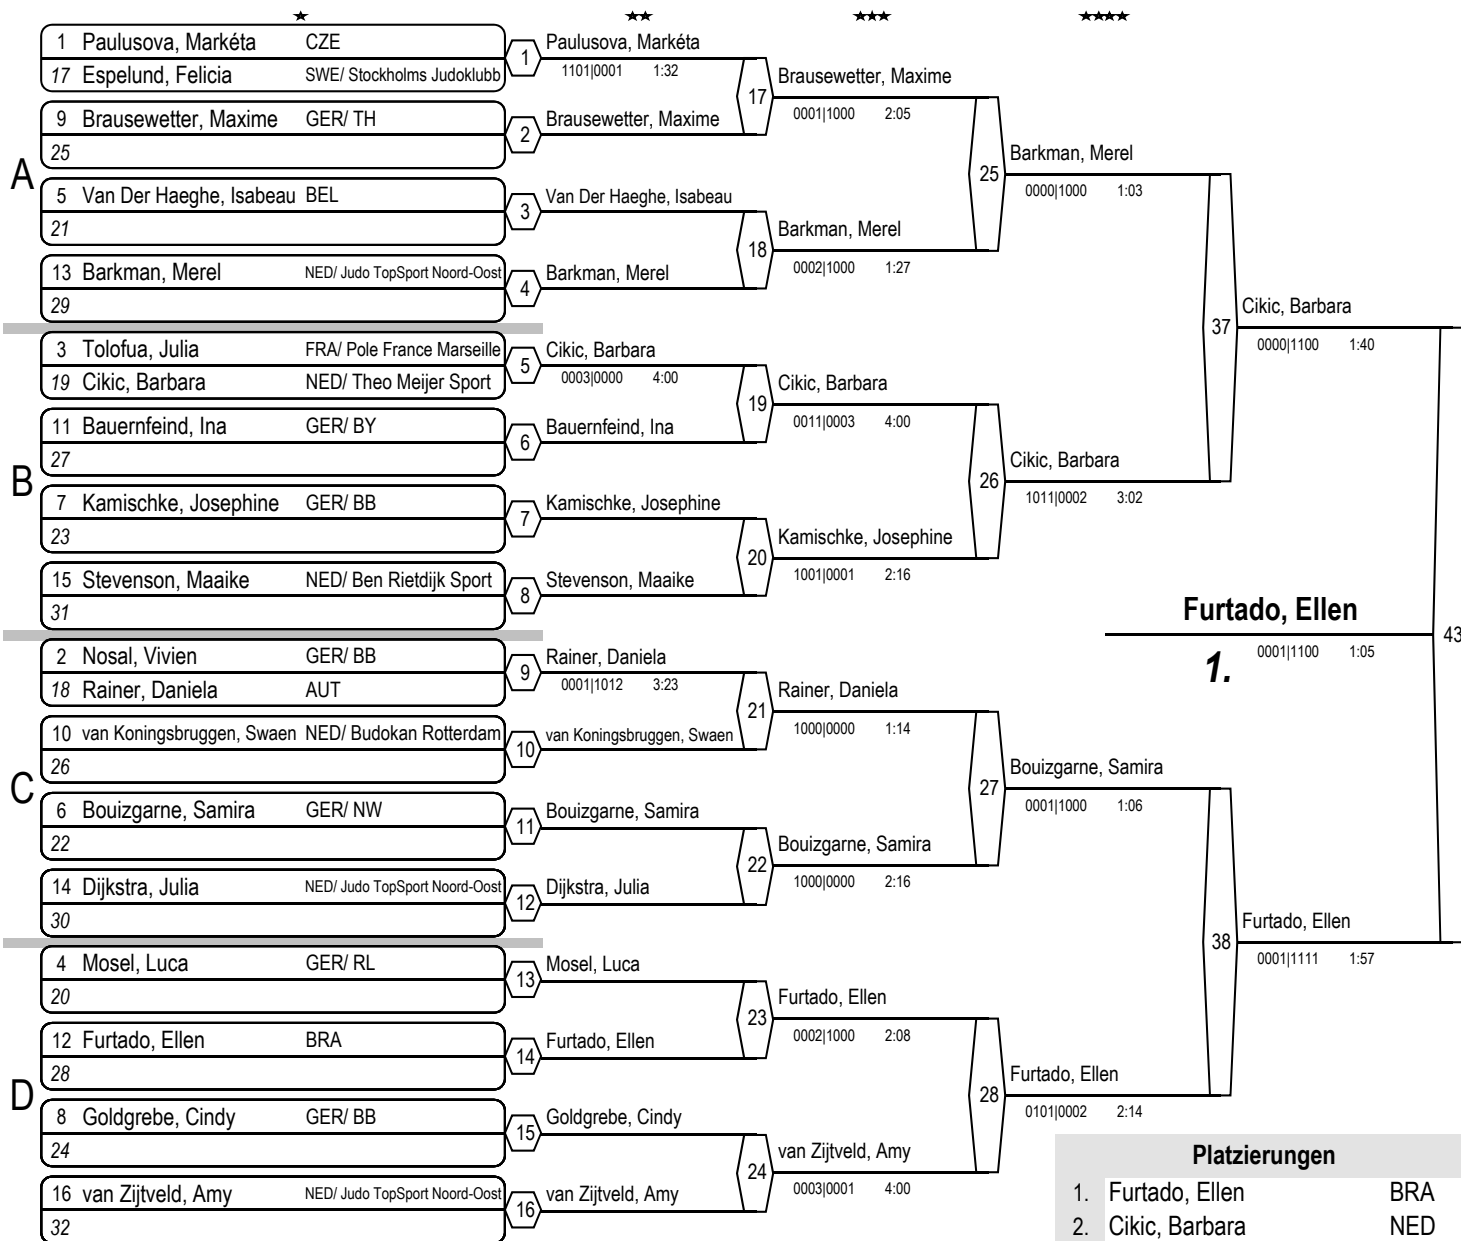 A
1 Paulusova, Markéta CZE
17 Espelund, Felicia SWE/ Stockholms Judoklubb
9 Brausewetter, Maxime GER/ TH
25
5 Van Der Haeghe, Isabeau BEL
21
13 Barkman, Merel NED/ Judo TopSport Noord-Oost
29
B
3 Tolofua, Julia FRA/ Pole France Marseille
19 Cikic, Barbara NED/ Theo Meijer Sport
11 Bauernfeind, Ina GER/ BY
27
7 Kamischke, Josephine GER/ BB
23
15 Stevenson, Maaike NED/ Ben Rietdijk Sport
31
C
2 Nosal, Vivien GER/ BB
18 Rainer, Daniela AUT
10 van Koningsbruggen, Swaen NED/ Budokan Rotterdam
26
6 Bouizgarne, Samira GER/ NW
22
14 Dijkstra, Julia NED/ Judo TopSport Noord-Oost
30
D
4 Mosel, Luca GER/ RL
20
12 Furtado, Ellen BRA
28
8 Goldgrebe, Cindy GER/ BB
24
16 van Zijtveld, Amy NED/ Judo TopSport Noord-Oost
32
1 Paulusova, Markéta
1101|0001 1:32
2 Brausewetter, Maxime
3 Van Der Haeghe, Isabeau
4 Barkman, Merel
5 Cikic, Barbara
0003|0000 4:00
6 Bauernfeind, Ina
7 Kamischke, Josephine
8 Stevenson, Maaike
9 Rainer, Daniela
0001|1012 3:23
10 van Koningsbruggen, Swaen
11 Bouizgarne, Samira
12 Dijkstra, Julia
13 Mosel, Luca
14 Furtado, Ellen
15 Goldgrebe, Cindy
16 van Zijtveld, Amy
17 Brausewetter, Maxime
0001|1000 2:05
18 Barkman, Merel
0002|1000 1:27
19 Cikic, Barbara
0011|0003 4:00
20 Kamischke, Josephine
1001|0001 2:16
21 Rainer, Daniela
1000|0000 1:14
22 Bouizgarne, Samira
1000|0000 2:16
23 Furtado, Ellen
0002|1000 2:08
24 van Zijtveld, Amy
0003|0001 4:00
25 Barkman, Merel
0000|1000 1:03
26 Cikic, Barbara
1011|0002 3:02
27 Bouizgarne, Samira
0001|1000 1:06
28 Furtado, Ellen
0101|0002 2:14
37 Cikic, Barbara
0000|1100 1:40
38 Furtado, Ellen
0001|1111 1:57
Furtado, Ellen
43
1. 0001|1100 1:05
Platzierungen
1. Furtado, Ellen BRA
2. Cikic, Barbara NED